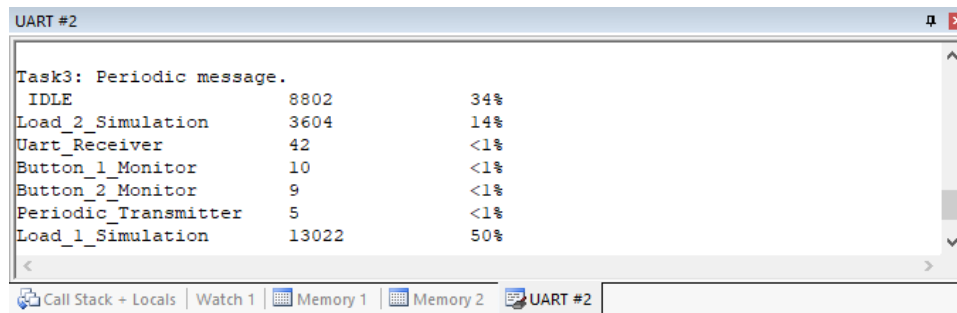 UART #2
Task3: Periodic message.
IDLE 8802 34%
Load_2_Simulation 3604 14%
Uart_Receiver 42 <1%
Button_1_Monitor 10 <1%
Button_2_Monitor 9 <1%
Periodic_Transmitter 5 <1%
Load_1_Simulation 13022 50%
Call Stack + Locals Watch 1 Memory 1 Memory 2 UART #2